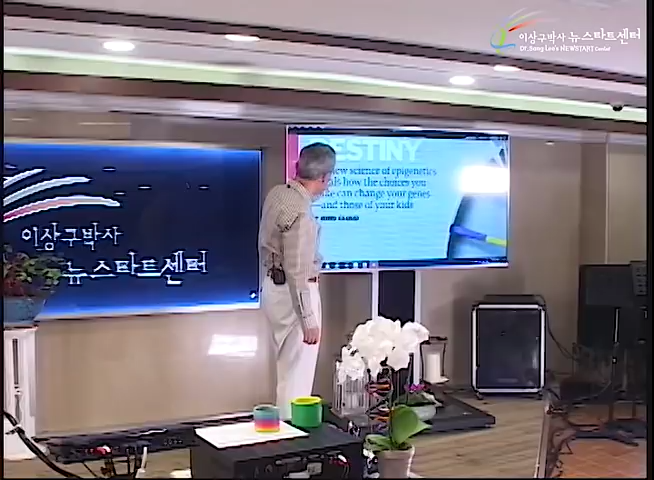 이상구박사 뉴스타트센터
Dr. Sang Lee's NEWSTART Center
DESTINY
new science of epigenetics
how the choices you
can change your genes
—and those of your kids
이상구박사
뉴스타트센터